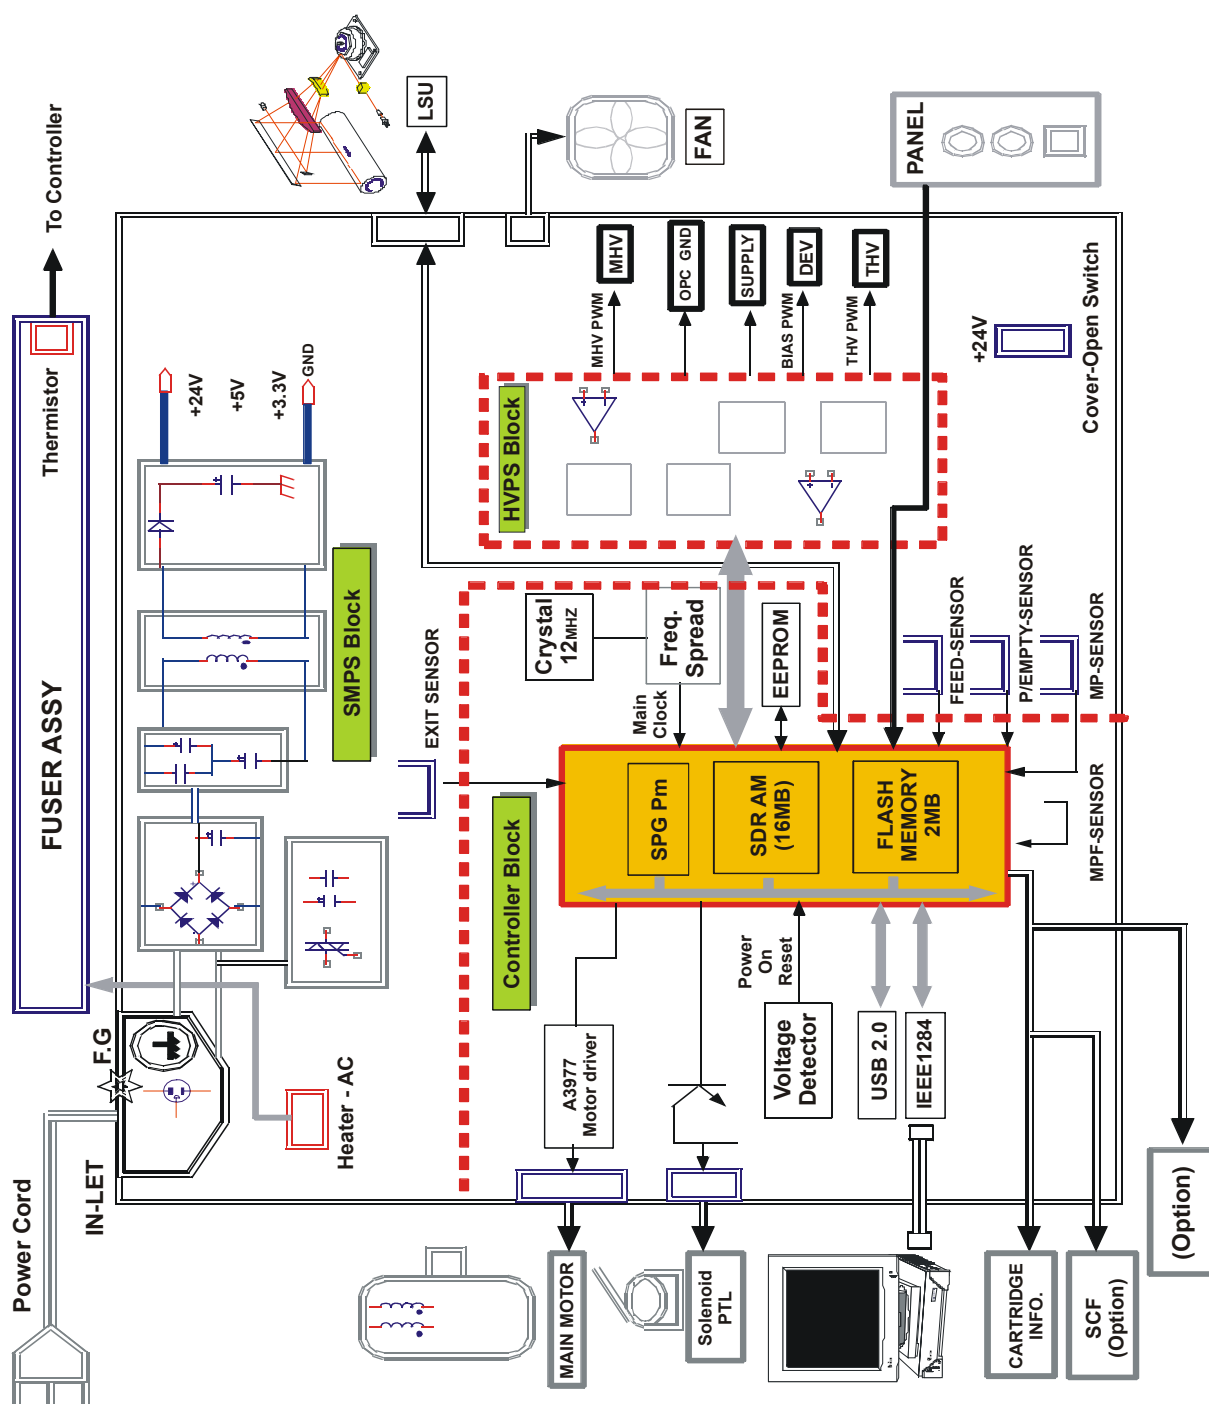 Power Cord
IN-LET
F.G
FUSER ASSY
Thermistor
To Controller
Heater - AC
SMPS Block
+24V
+5V
+3.3V
GND
EXIT SENSOR
LSU
FAN
PANEL
HVPS Block
MHV PWM
BIAS PWM
THV PWM
MHV
OPC GND
SUPPLY
DEV
THV
+24V
Cover-Open Switch
Controller Block
Crystal
12MHZ
Freq.
Spread
Main
Clock
EEPROM
SPG Pm
SDR AM
(16MB)
FLASH
MEMORY
2MB
FEED-SENSOR
P/EMPTY-SENSOR
MP-SENSOR
MPF-SENSOR
A3977
Motor driver
Power
On
Reset
Voltage
Detector
USB 2.0
IEEE1284
MAIN MOTOR
Solenoid
PTL
CARTRIDGE
INFO.
SCF
(Option)
(Option)